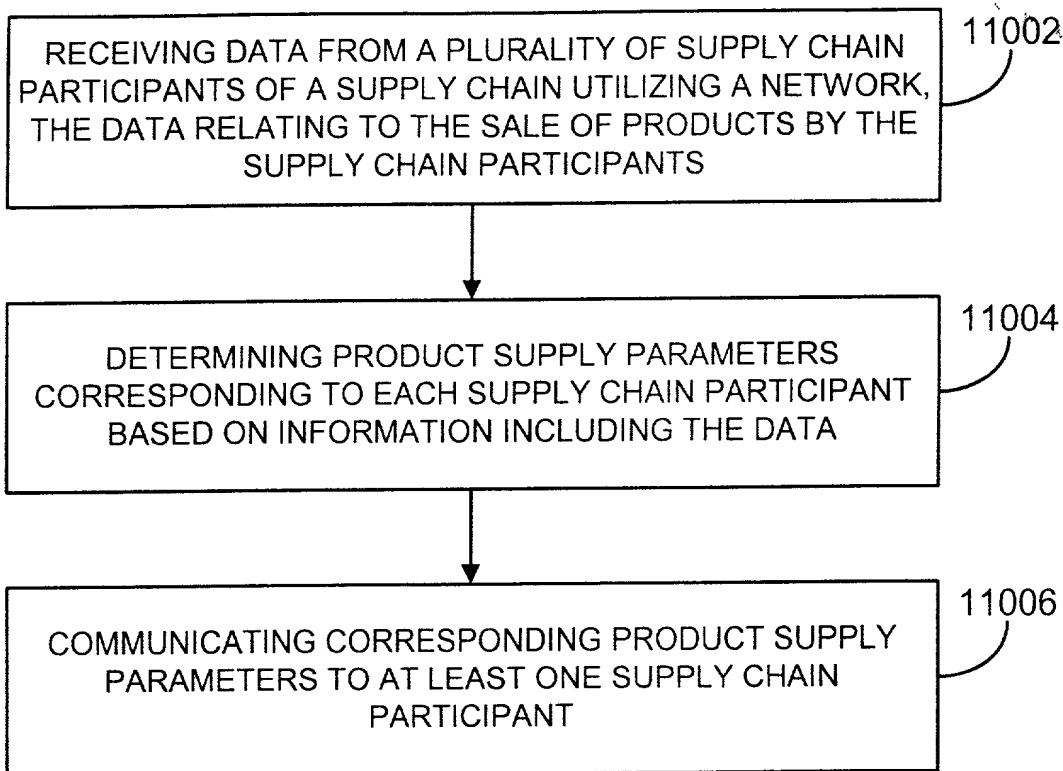 11002
RECEIVING DATA FROM A PLURALITY OF SUPPLY CHAIN
PARTICIPANTS OF A SUPPLY CHAIN UTILIZING A NETWORK,
THE DATA RELATING TO THE SALE OF PRODUCTS BY THE
SUPPLY CHAIN PARTICIPANTS
11004
DETERMINING PRODUCT SUPPLY PARAMETERS
CORRESPONDING TO EACH SUPPLY CHAIN PARTICIPANT
BASED ON INFORMATION INCLUDING THE DATA
11006
COMMUNICATING CORRESPONDING PRODUCT SUPPLY
PARAMETERS TO AT LEAST ONE SUPPLY CHAIN
PARTICIPANT